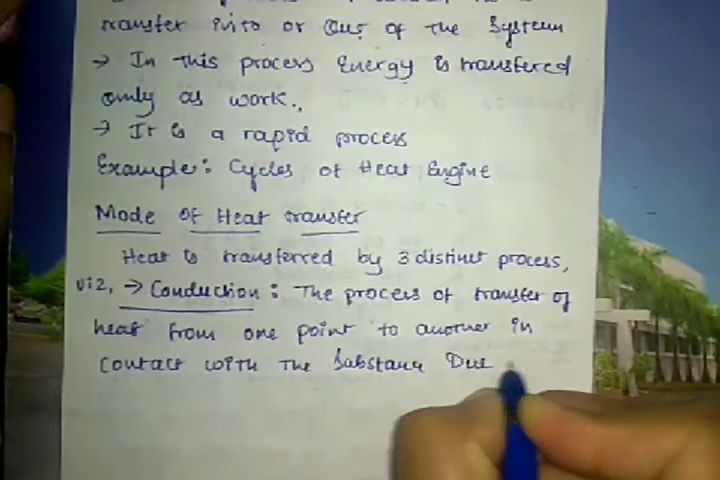 transfer into or Out of the System
→ In this process Energy is transfered
only as work.,
→ It is a rapid process
Example: Cycles of Heat Engine
Mode of Heat transfer
Heat is transferred by 3 distinct process,
viz, → Conduction : The process of transfer of
heat from one point to another in
Contact with the Substance Due